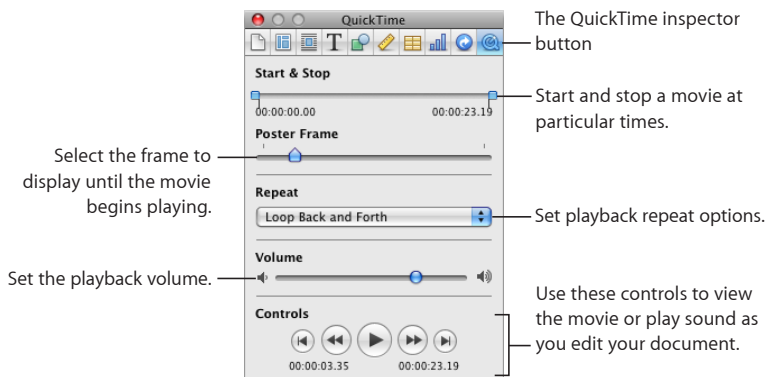 QuickTime
T
The QuickTime inspector
button
Start & Stop
00:00:00.00
00:00:23.19
Start and stop a movie at
particular times.
Poster Frame
Select the frame to
display until the movie
begins playing.
Repeat
Loop Back and Forth
Set playback repeat options.
Volume
Set the playback volume.
Controls
00:00:03.35
00:00:23.19
Use these controls to view
the movie or play sound as
you edit your document.